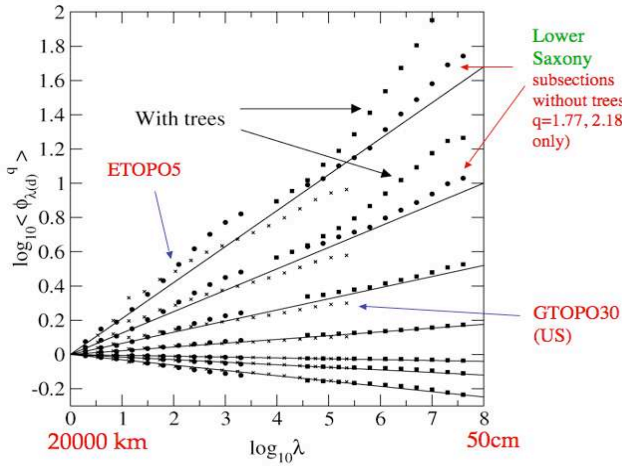 2
1.8
1.6
1.4
1.2
1
0.8
0.6
0.4
0.2
0
-0.2
log₁₀< ϕλ(d)^q >
With trees
ETOPO5
Lower
Saxony
subsections
without trees
q=1.77, 2.18
only)
GTOPO30
(US)
0 1 2 3 4 5 6 7 8
20000 km
log₁₀λ
50cm